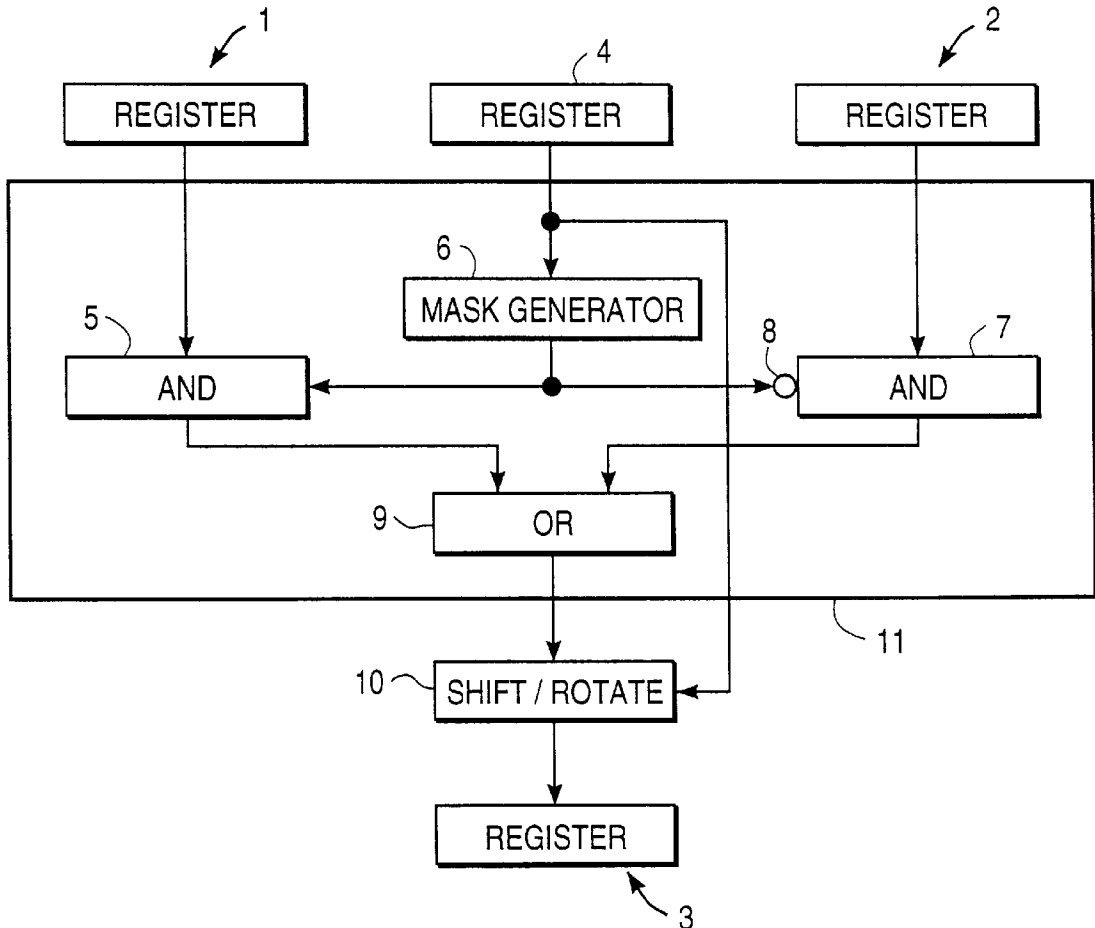 1
2
4
REGISTER
REGISTER
REGISTER
6
MASK GENERATOR
5
8
7
AND
AND
9
OR
11
10
SHIFT / ROTATE
REGISTER
3